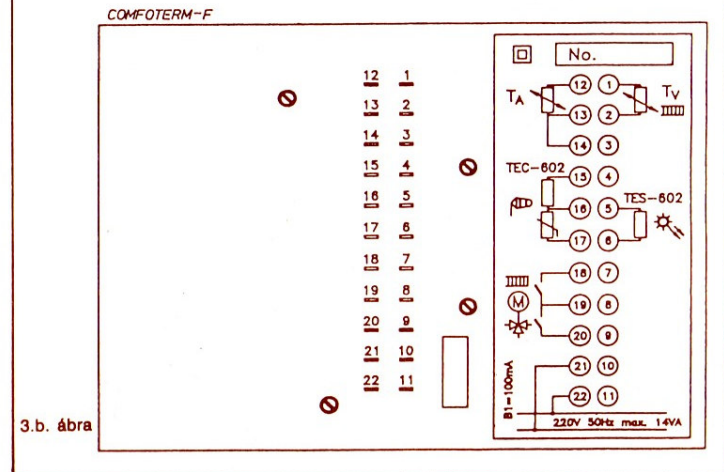 COMFOTERM-F
No.
12 1
13 2
14 3
15 4
16 5
17 6
18 7
19 8
20 9
21 10
22 11
TA 12 1 TV
13 2
14 3
TEC-602 15 4
16 5 TES-602
17 6
18 7
M 19 8
20 9
21 10
22 11
B1=100mA
220V 50Hz max. 14VA
3.b. ábra